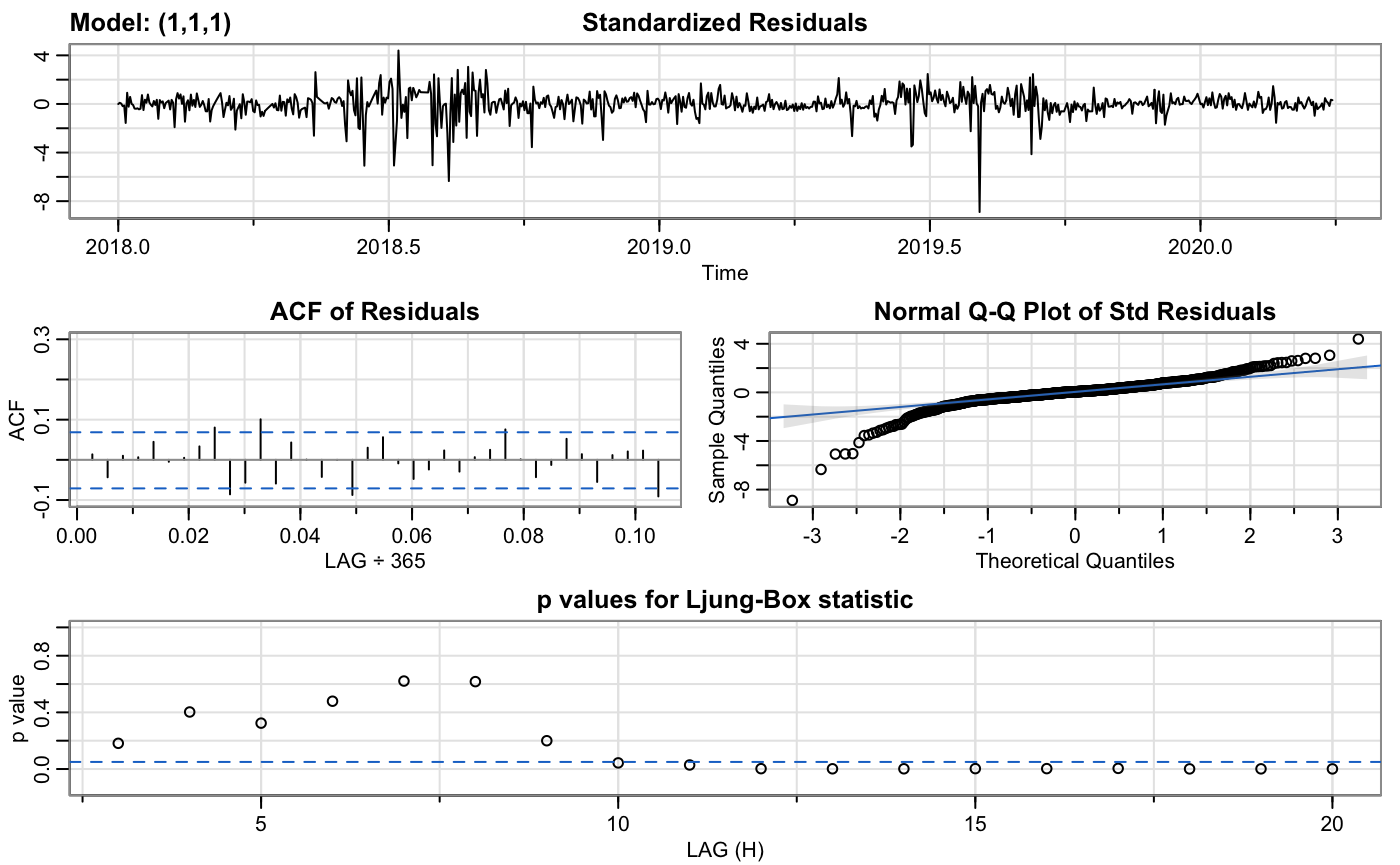 Model: (1,1,1) Standardized Residuals
4
0
-4
-8
2018.0 2018.5 2019.0 2019.5 2020.0
Time
ACF of Residuals
ACF
0.3
0.1
-0.1
0.00 0.02 0.04 0.06 0.08 0.10
LAG ÷ 365
Normal Q-Q Plot of Std Residuals
Sample Quantiles
4
0
-4
-8
-3 -2 -1 0 1 2 3
Theoretical Quantiles
p values for Ljung-Box statistic
p value
0.8
0.4
0.0
5 10 15 20
LAG (H)